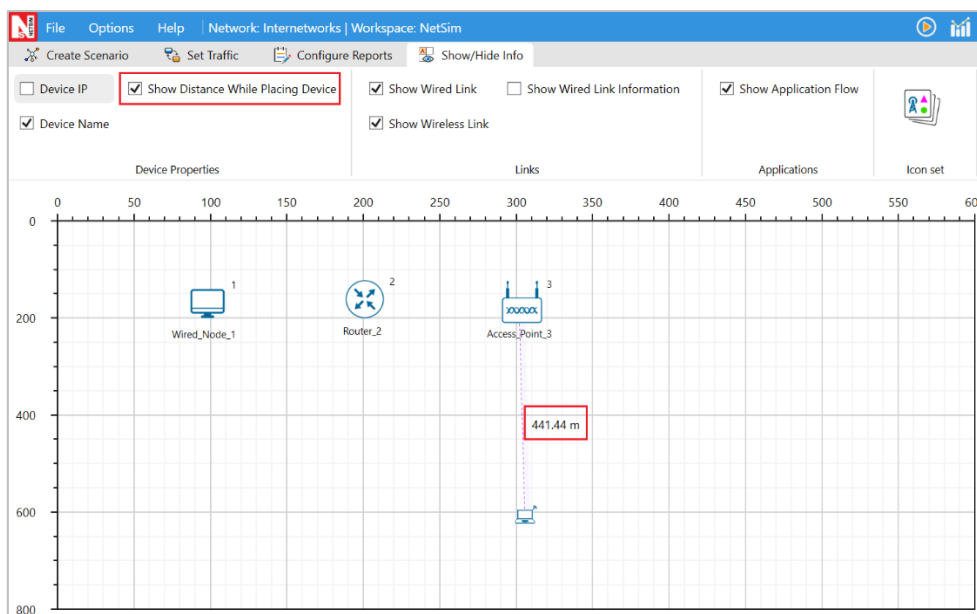 NETSIM File Options Help Network: Internetworks | Workspace: NetSim
Create Scenario Set Traffic Configure Reports Show/Hide Info
Device IP Show Distance While Placing Device Show Wired Link Show Wired Link Information Show Application Flow
Device Name Show Wireless Link
Device Properties Links Applications Icon set
0 50 100 150 200 250 300 350 400 450 500 550 60
0
1 2 3
200
Wired_Node_1 Router_2 Access_Point_3
400
441.44 m
600
800